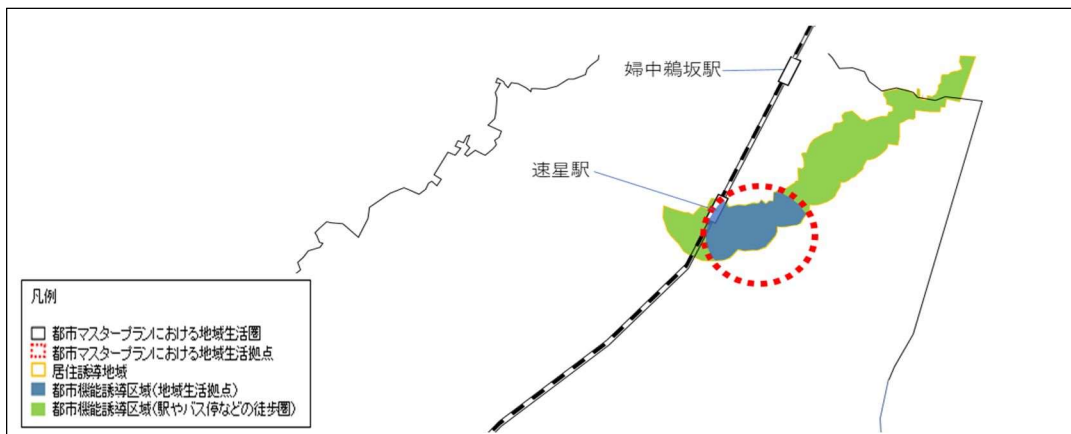 婦中鵜坂駅
速星駅
凡例
都市マスタープランにおける地域生活圏
都市マスタープランにおける地域生活拠点
居住誘導地域
都市機能誘導区域(地域生活拠点)
都市機能誘導区域(駅やバス停などの徒歩圏)